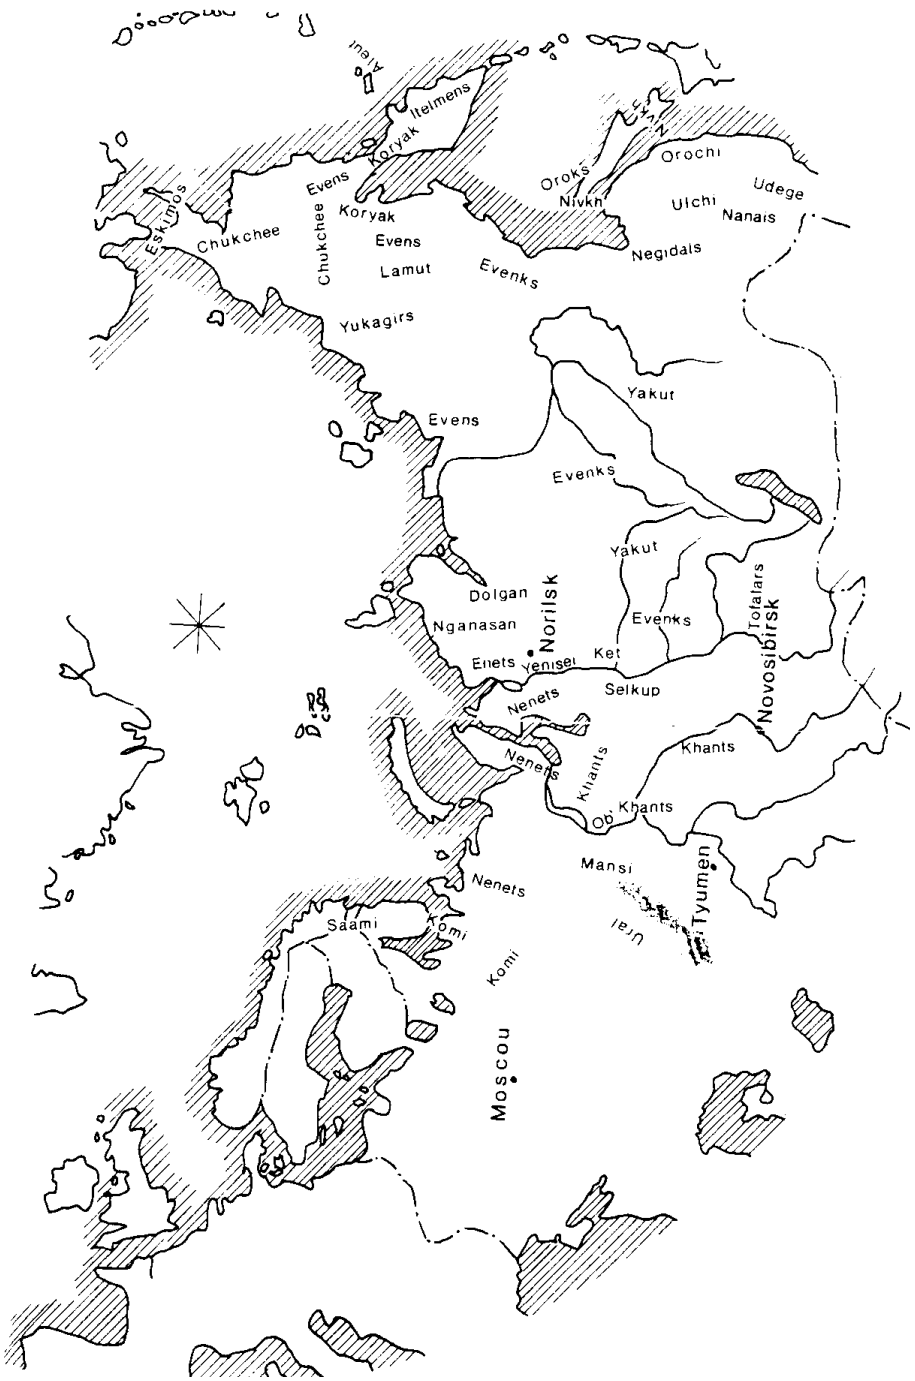 Aleut
Itelmens
Koryak
Nivkh
Orochi
Evens
Oroks
Udege
Eskimos
Koryak
Nivkh
Ulchi
Nanais
Chukchee
Chukchee
Evens
Negidals
Lamut
Evenks
Yukagirs
Yakut
Evens
Evenks
Yakut
Dolgan
Norilsk
Tofalars
Nganasan
Evenks
Novosibirsk
Enets
Yenisei
Ket
Selkup
Nenets
Khants
Nenets
Khants
Ob'
Khants
Mansi
Tyumen
Nenets
Saami
Komi
Ural
Komi
Moscou